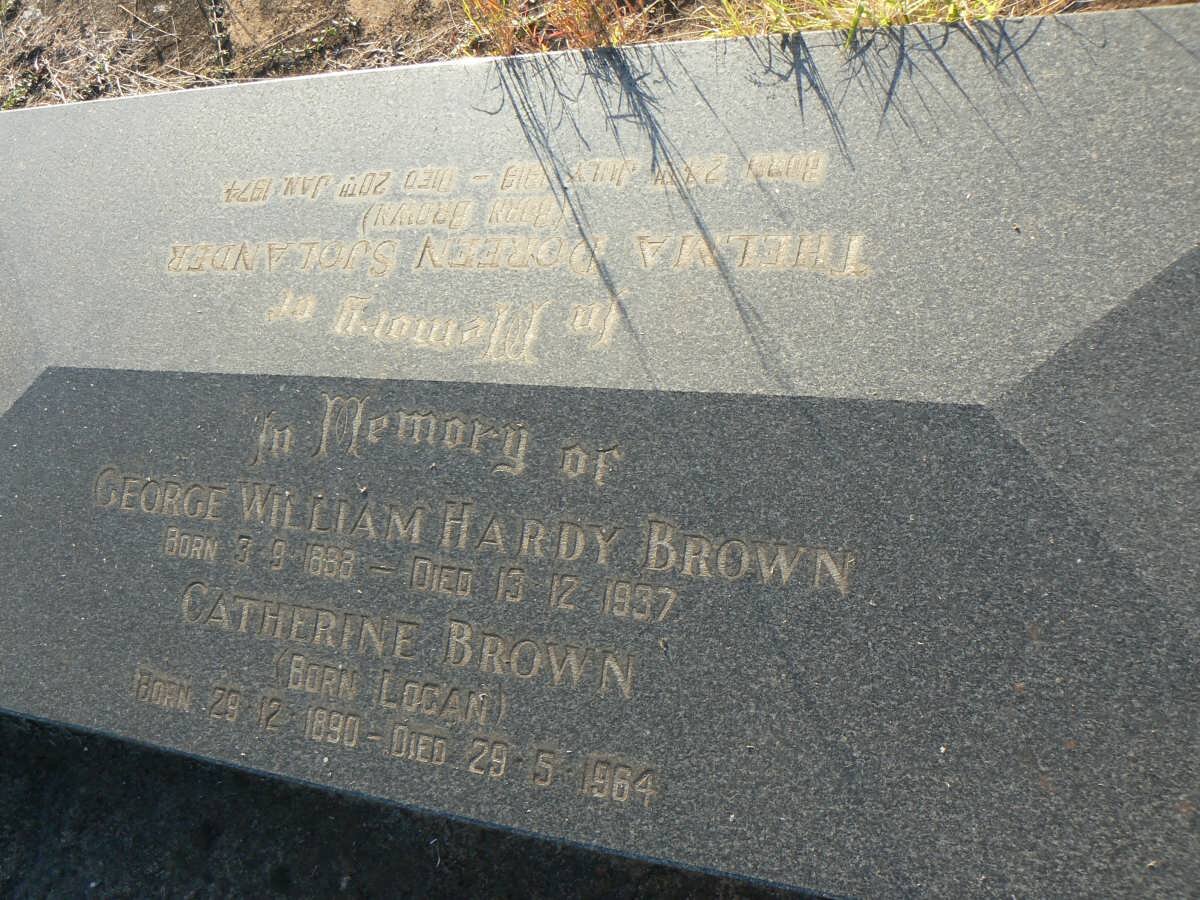 In Memory of
GEORGE WILLIAM HARDY BROWN
BORN 3·9·1888 – DIED 13·12·1937
CATHERINE BROWN
(BORN LOGAN)
BORN 29·12·1890 – DIED 29·5·1964
In Memory of
THELMA DOREEN SJOLANDER
(BORN BROWN)
BORN 24TH JULY 1919 – DIED 20TH JAN. 1974